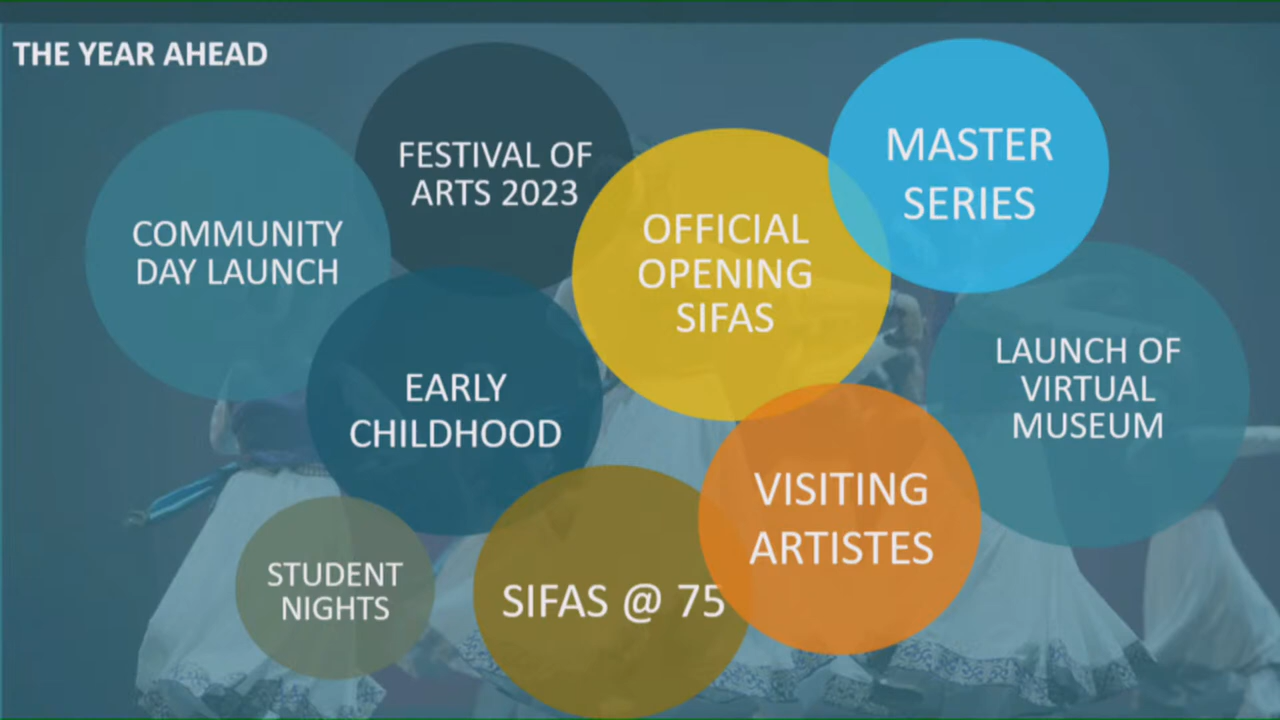 THE YEAR AHEAD
FESTIVAL OF
ARTS 2023
MASTER
SERIES
COMMUNITY
DAY LAUNCH
OFFICIAL
OPENING
SIFAS
EARLY
CHILDHOOD
LAUNCH OF
VIRTUAL
MUSEUM
VISITING
ARTISTES
STUDENT
NIGHTS
SIFAS @ 75